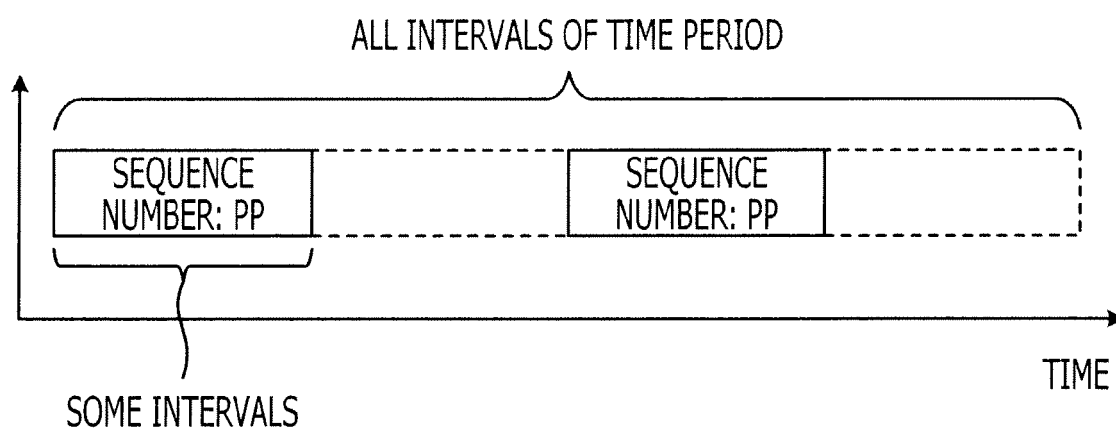 ALL INTERVALS OF TIME PERIOD
SEQUENCE
NUMBER: PP
SEQUENCE
NUMBER: PP
TIME
SOME INTERVALS